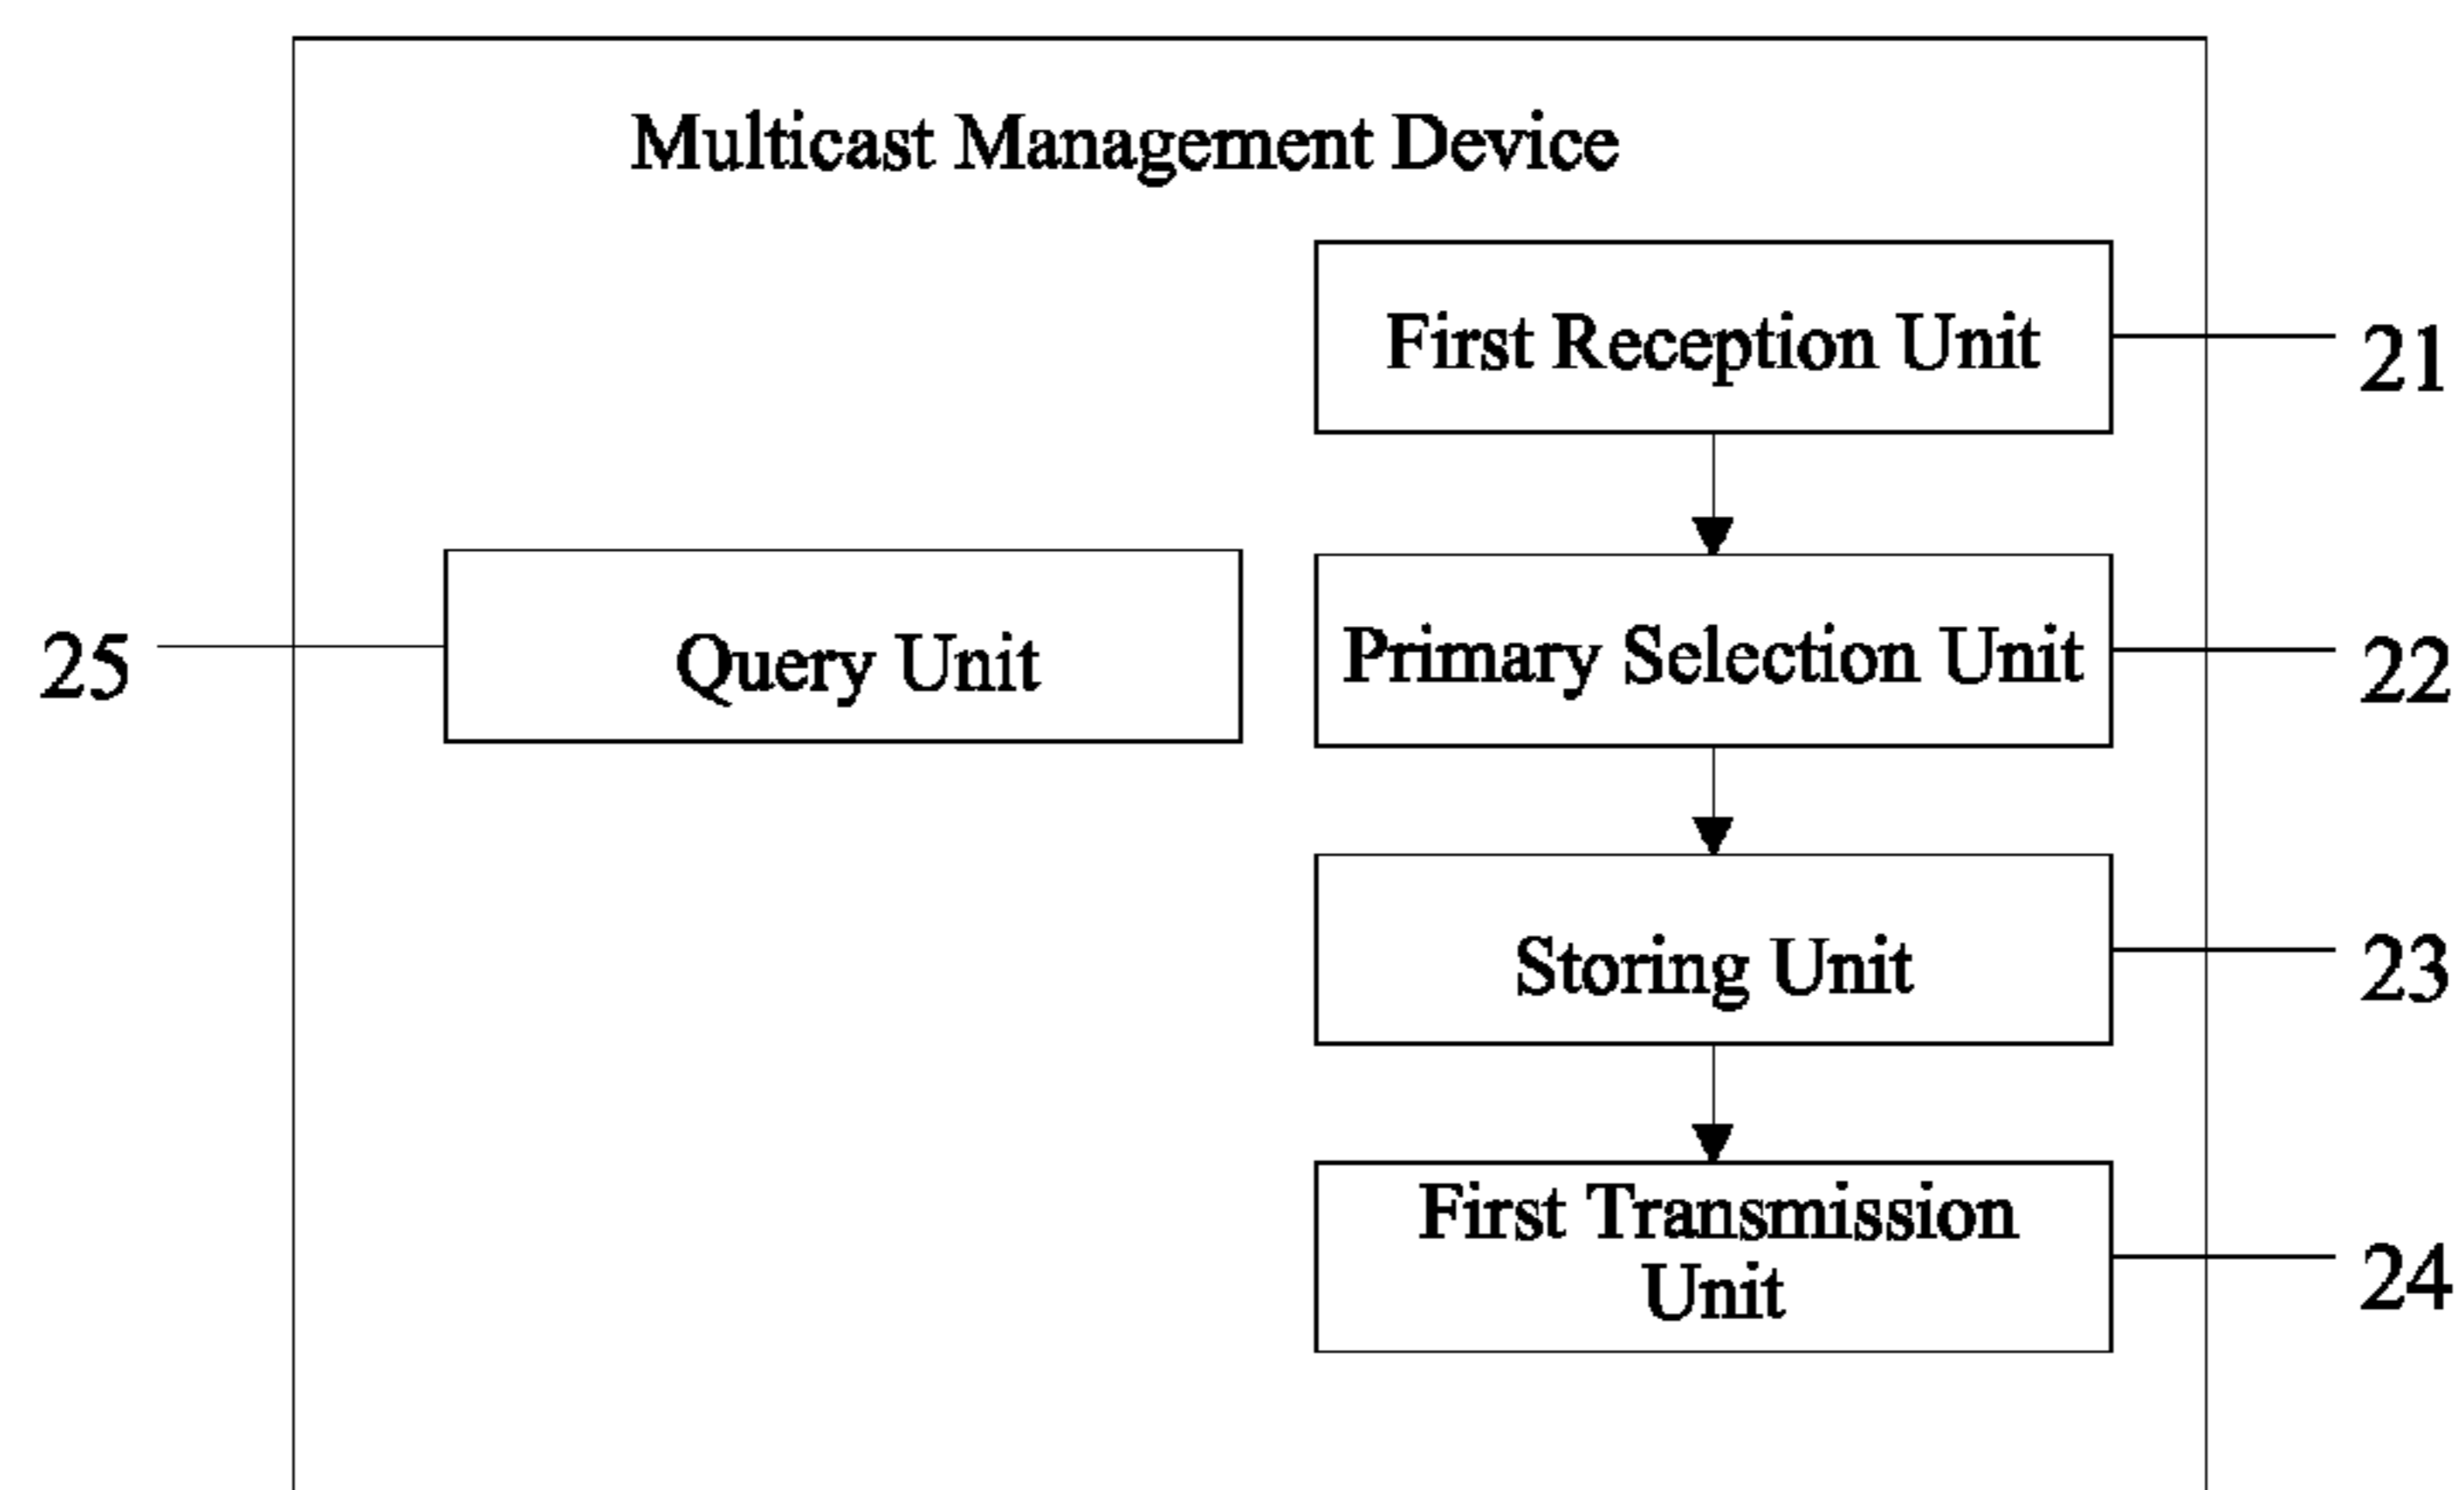 Multicast Management Device
First Reception Unit
21
25
Query Unit
Primary Selection Unit
22
Storing Unit
23
First Transmission
Unit
24